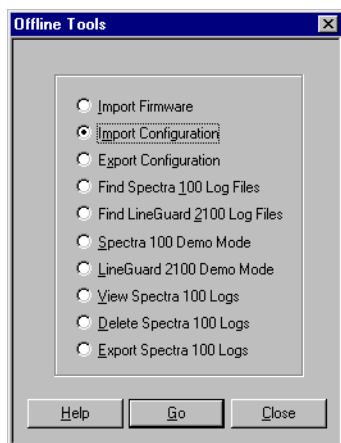 Offline Tools
Import Firmware
Import Configuration
Export Configuration
Find Spectra 100 Log Files
Find LineGuard 2100 Log Files
Spectra 100 Demo Mode
LineGuard 2100 Demo Mode
View Spectra 100 Logs
Delete Spectra 100 Logs
Export Spectra 100 Logs
Help Go Close